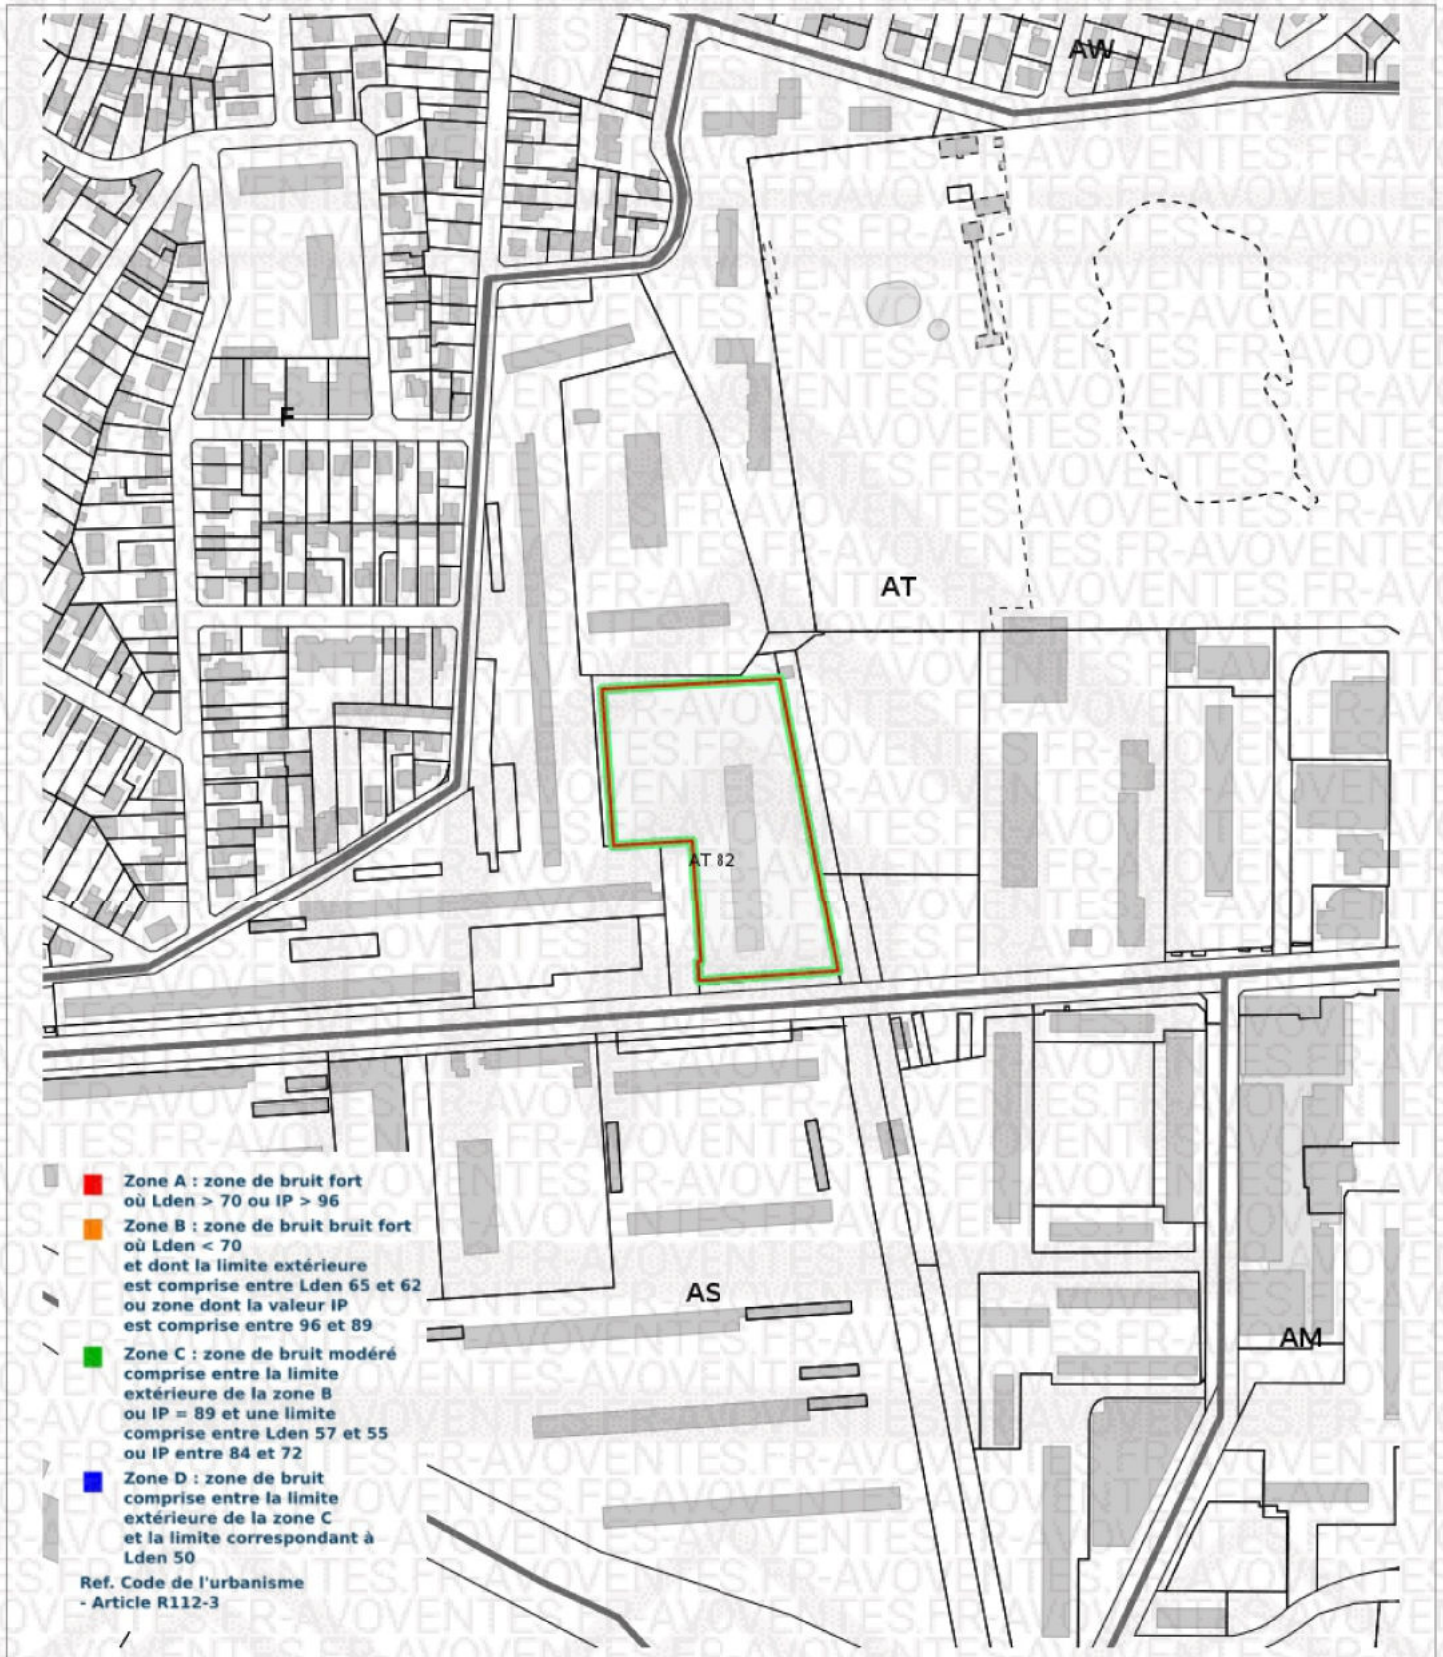 AW
F
AT
AT 82
Zone A : zone de bruit fort
où Lden > 70 ou IP > 96
Zone B : zone de bruit bruit fort
où Lden < 70
et dont la limite extérieure
est comprise entre Lden 65 et 62
ou zone dont la valeur IP
est comprise entre 96 et 89
AS
AM
Zone C : zone de bruit modéré
comprise entre la limite
extérieure de la zone B
ou IP = 89 et une limite
comprise entre Lden 57 et 55
ou IP entre 84 et 72
Zone D : zone de bruit
comprise entre la limite
extérieure de la zone C
et la limite correspondant à
Lden 50
Ref. Code de l'urbanisme
- Article R112-3
AVOVENTES.FR